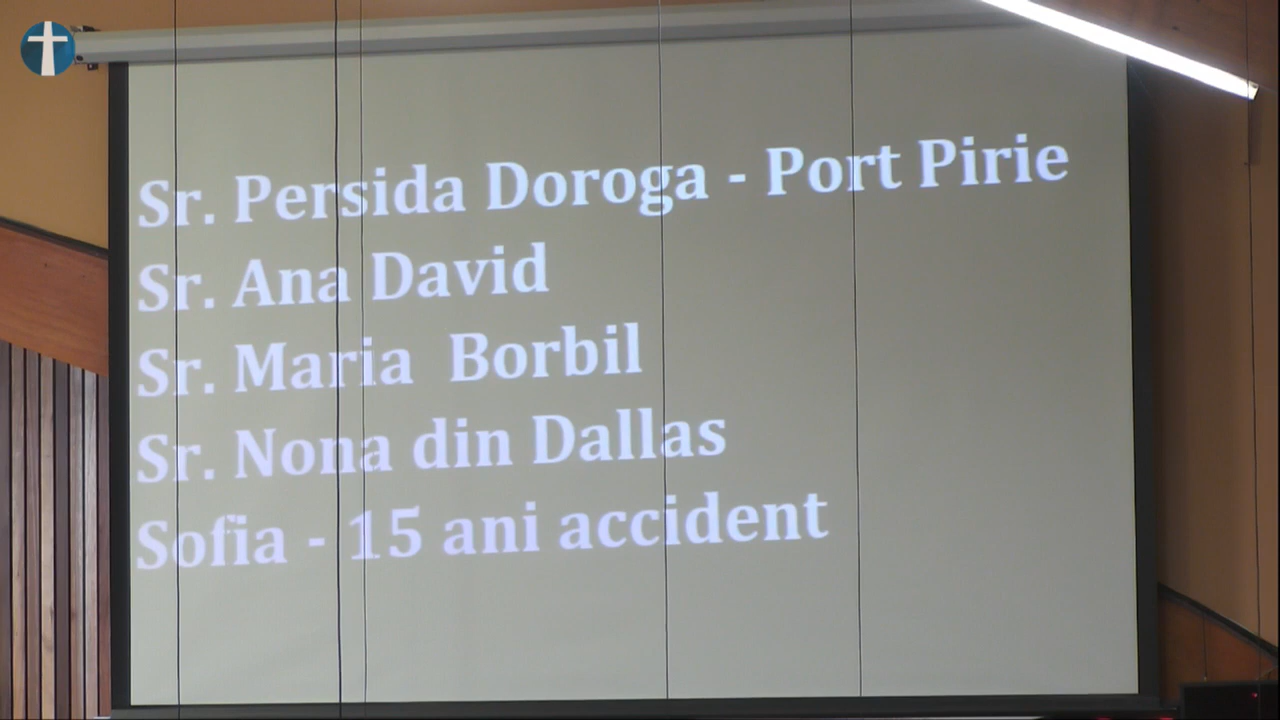 Sr. Persida Doroga - Port Pirie
Sr. Ana David
Sr. Maria Borbil
Sr. Nona din Dallas
Sofia - 15 ani accident